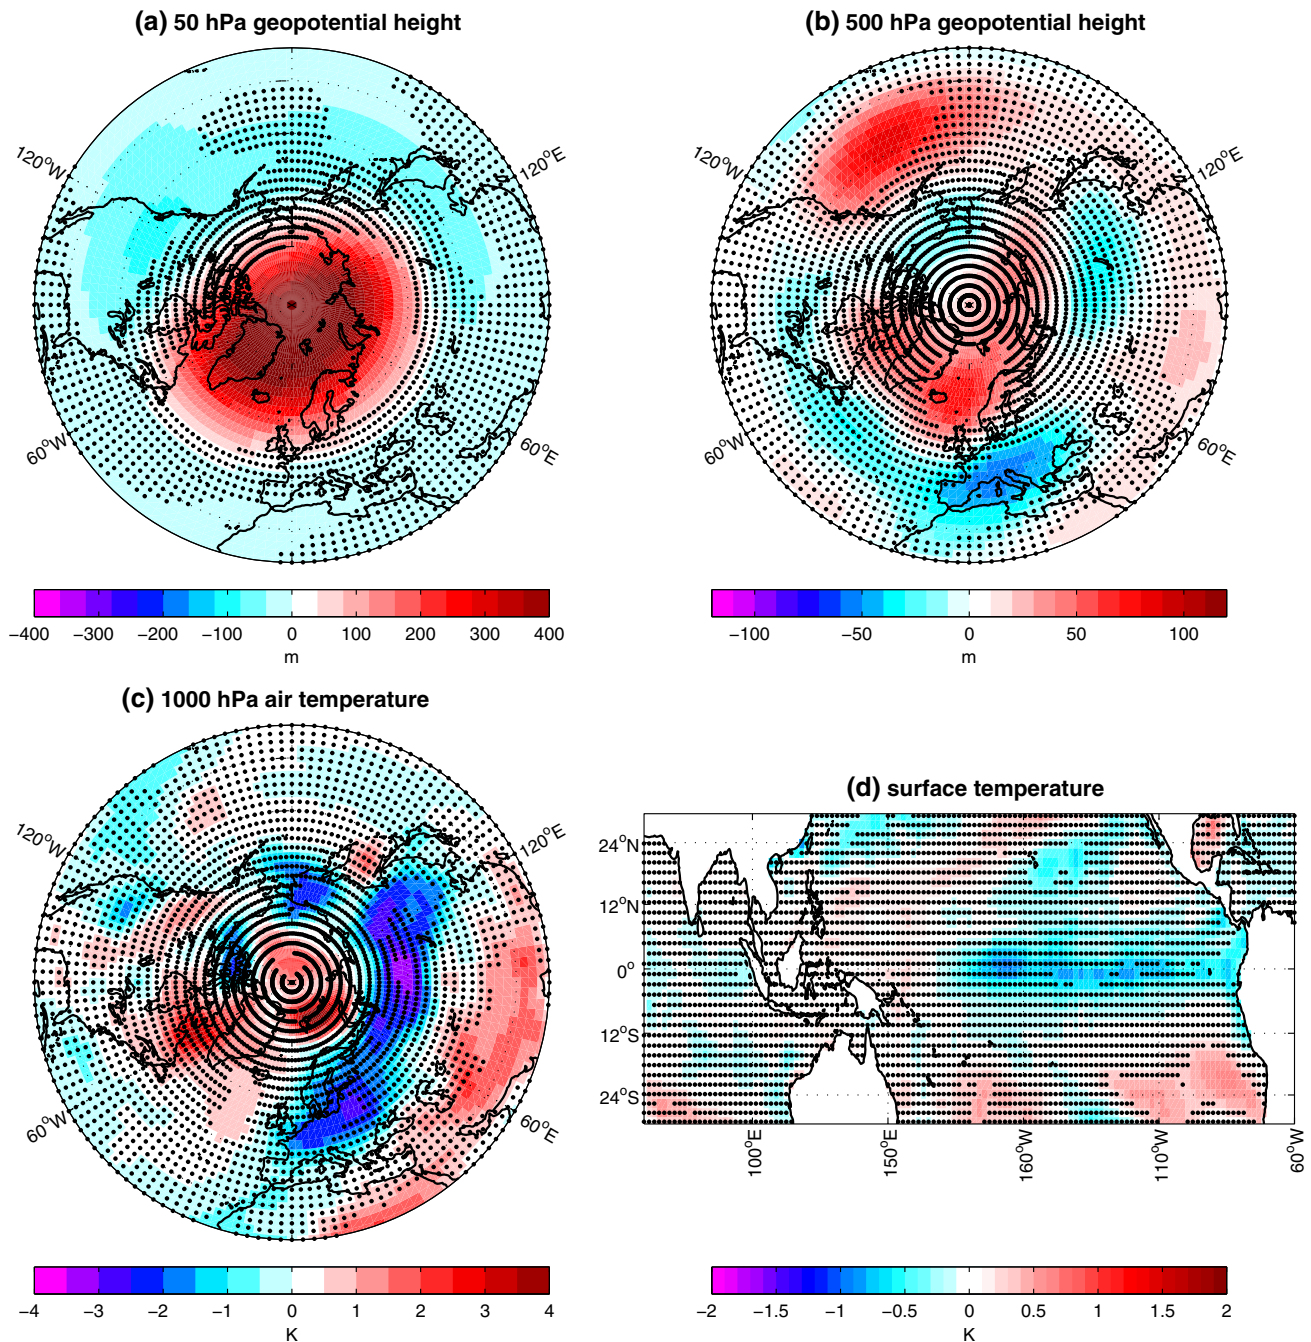 (a) 50 hPa geopotential height
(b) 500 hPa geopotential height
120°W
120°E
60°W
60°E
120°W
120°E
60°W
60°E
−400 −300 −200 −100 0 100 200 300 400
m
−100 −50 0 50 100
m
(c) 1000 hPa air temperature
120°W
120°E
60°W
60°E
−4 −3 −2 −1 0 1 2 3 4
K
(d) surface temperature
24°N
12°N
0°
12°S
24°S
100°E
150°E
160°W
110°W
60°W
−2 −1.5 −1 −0.5 0 0.5 1 1.5 2
K